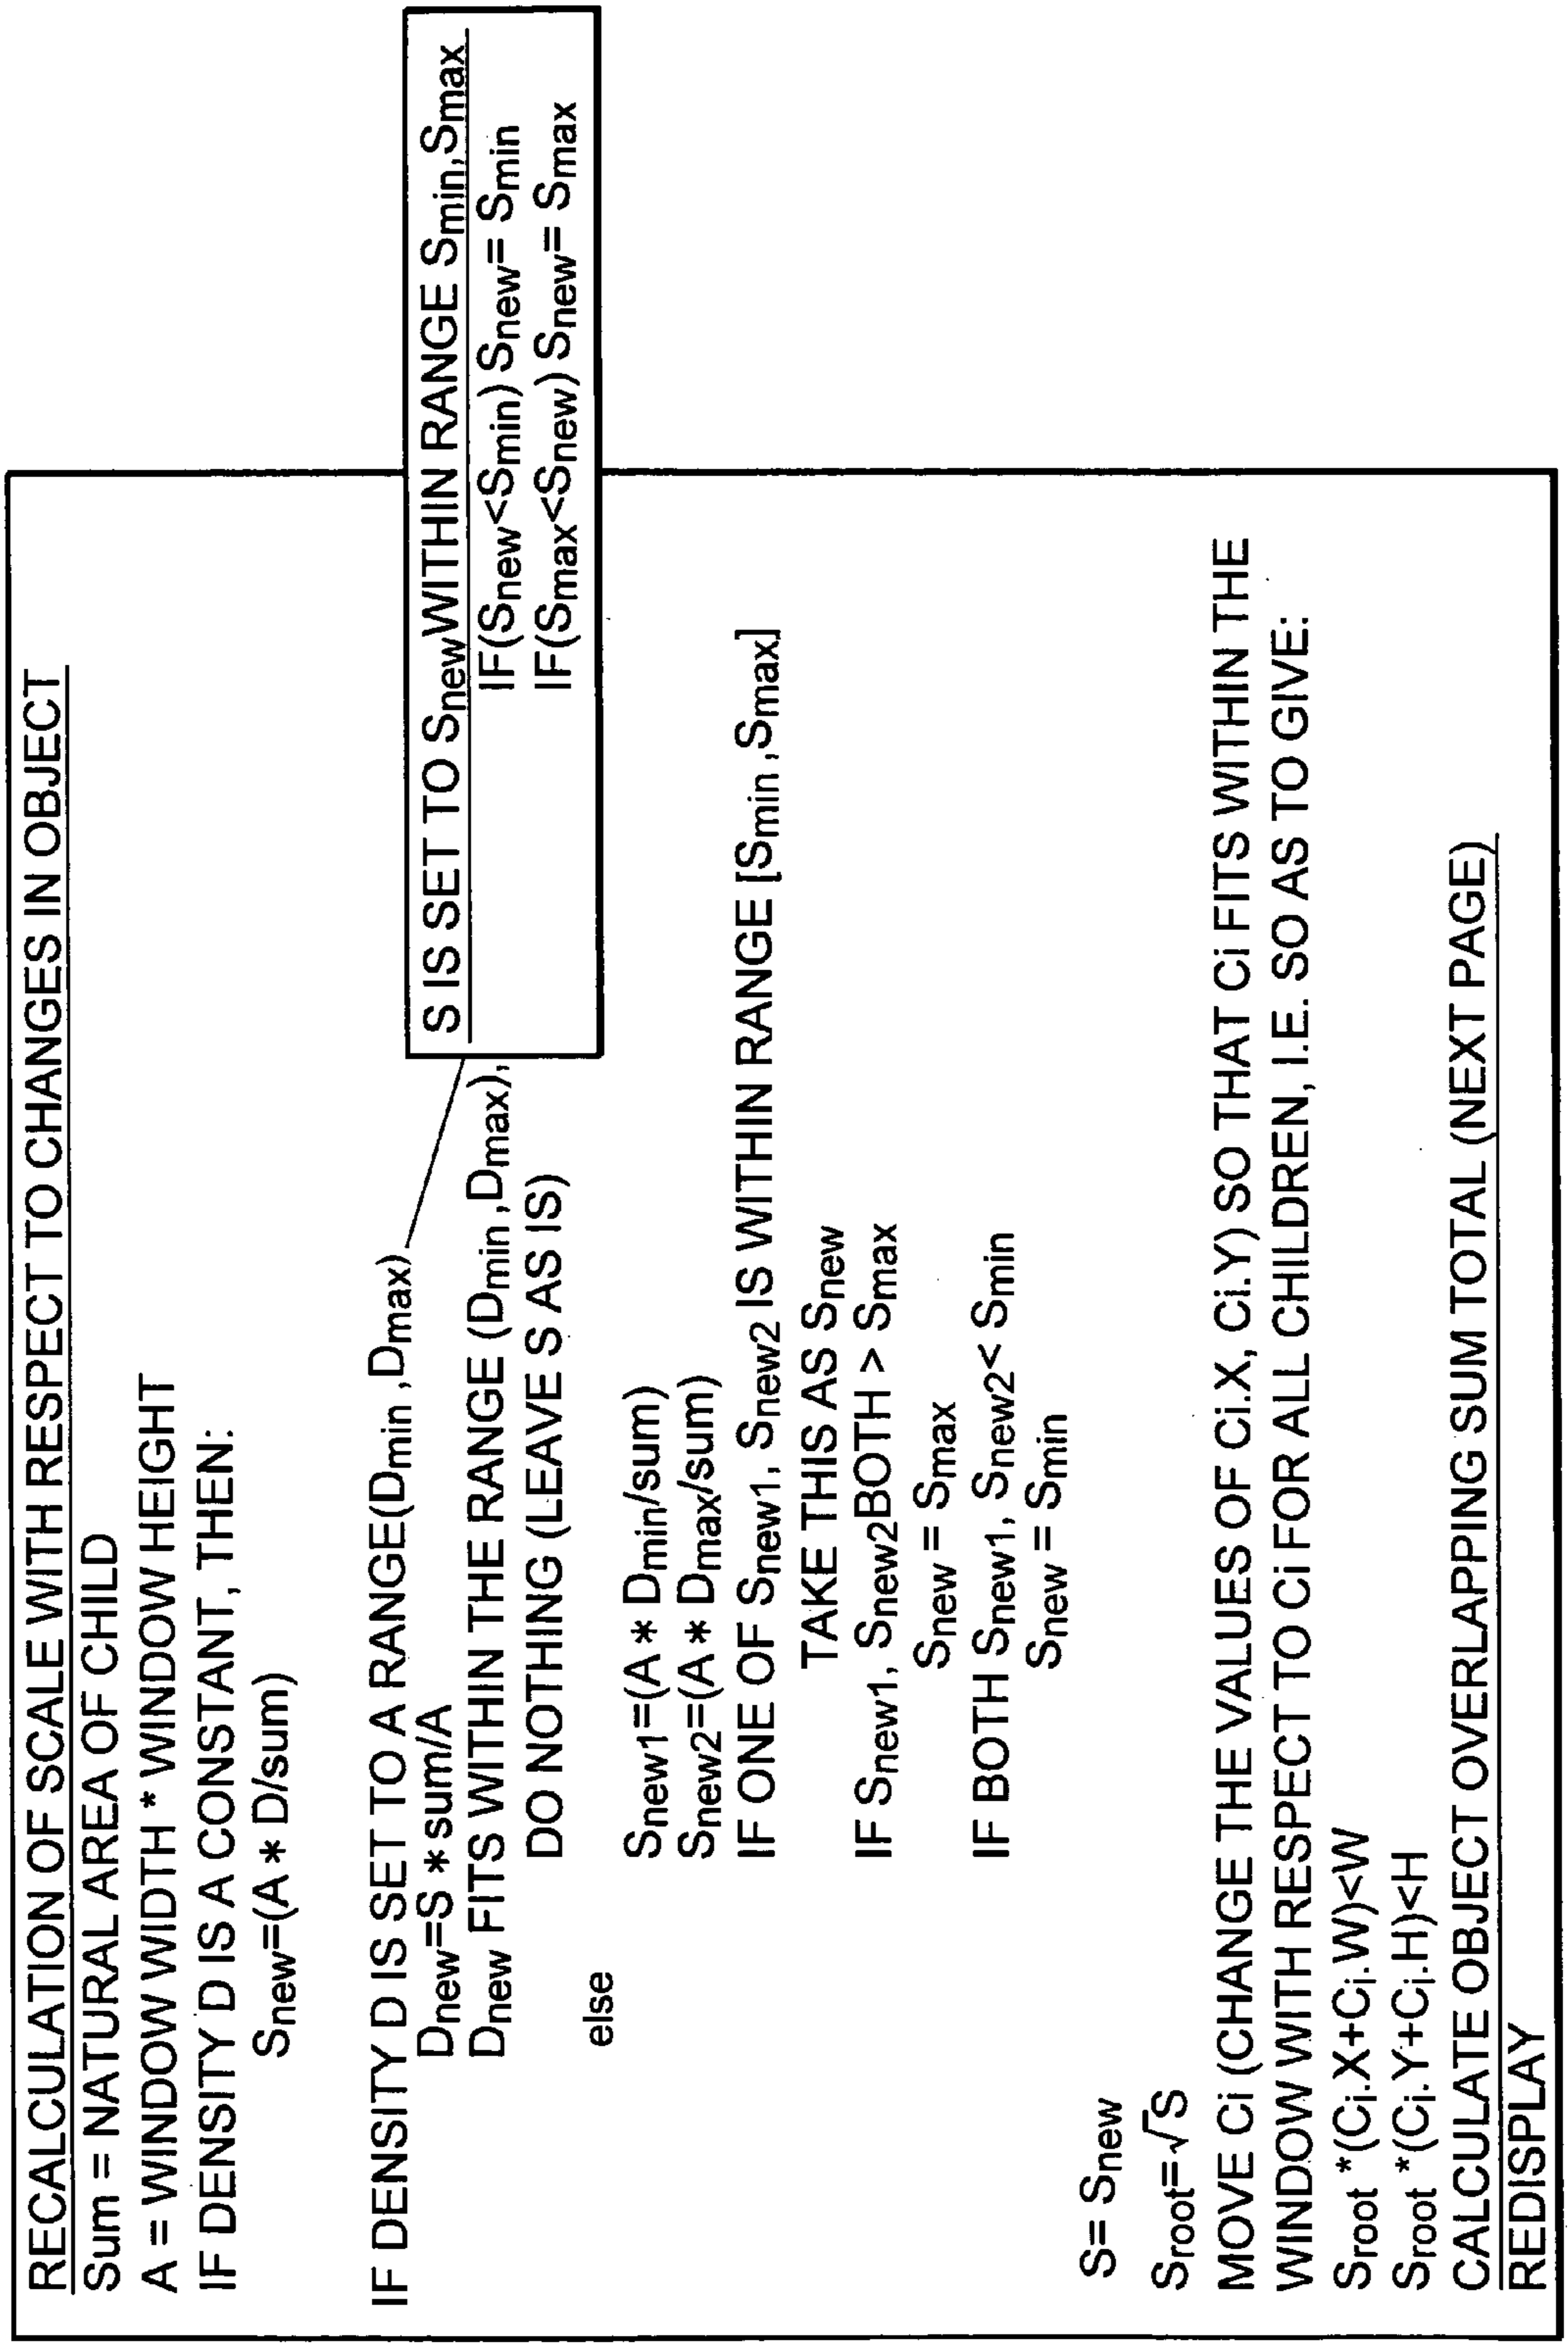 RECALCULATION OF SCALE WITH RESPECT TO CHANGES IN OBJECT
Sum = NATURAL AREA OF CHILD
A = WINDOW WIDTH * WINDOW HEIGHT
IF DENSITY D IS A CONSTANT, THEN:
Snew=(A * D/sum)
IF DENSITY D IS SET TO A RANGE(Dmin ,Dmax)
Dnew=S * sum/A
Dnew FITS WITHIN THE RANGE (Dmin ,Dmax),
DO NOTHING (LEAVE S AS IS)
else
Snew1=(A * Dmin/sum)
Snew2=(A * Dmax/sum)
IF ONE OF Snew1, Snew2 IS WITHIN RANGE [Smin ,Smax]
TAKE THIS AS Snew
IF Snew1, Snew2BOTH > Smax
Snew = Smax
IF BOTH Snew1, Snew2< Smin
Snew = Smin
S IS SET TO SnewWITHIN RANGE Smin,Smax
IF(Snew<Smin) Snew= Smin
IF(Smax<Snew) Snew= Smax
S= Snew
Sroot=√S
MOVE Ci (CHANGE THE VALUES OF Ci.X, Ci.Y) SO THAT Ci FITS WITHIN THE
WINDOW WITH RESPECT TO Ci FOR ALL CHILDREN, I.E. SO AS TO GIVE:
Sroot *(Ci.X+Ci.W)<W
Sroot *(Ci.Y+Ci.H)<H
CALCULATE OBJECT OVERLAPPING SUM TOTAL (NEXT PAGE)
REDISPLAY